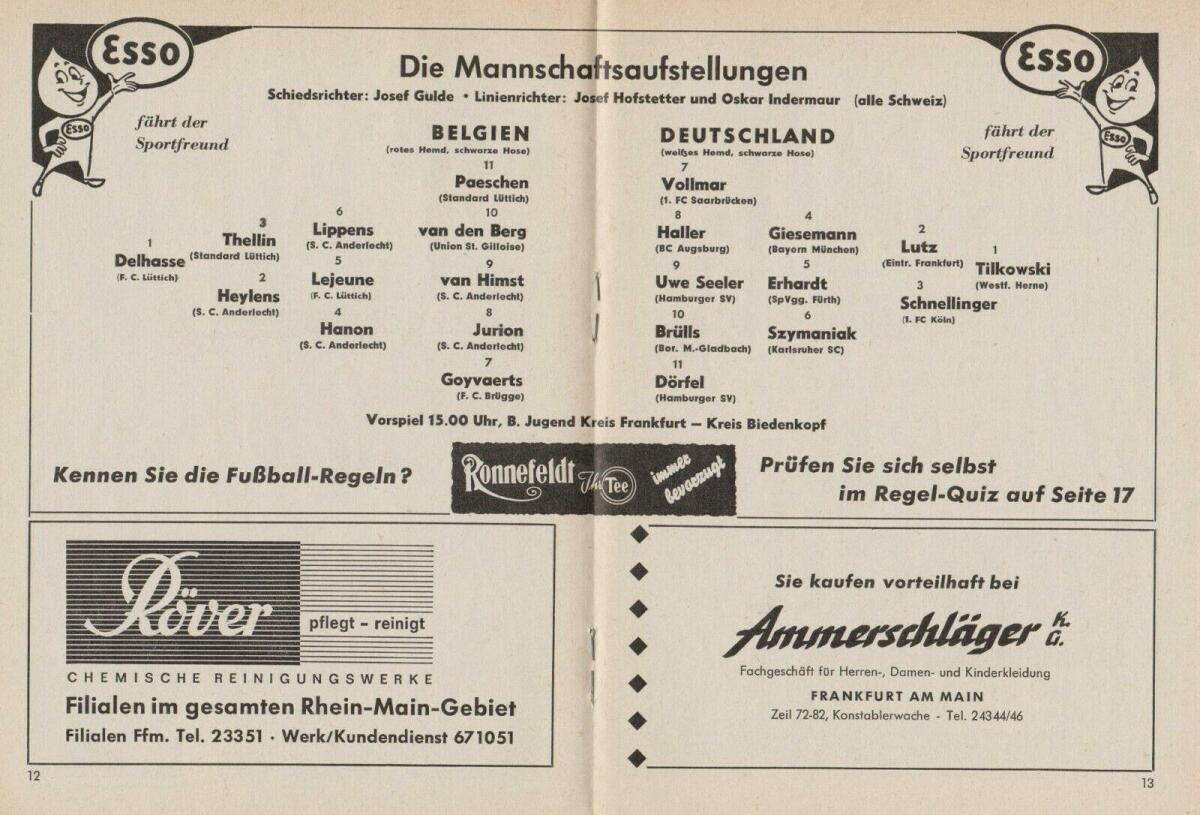 Esso
Esso
fährt der
Sportfreund
Esso
Esso
fährt der
Sportfreund
Die Mannschaftsaufstellungen
Schiedsrichter: Josef Gulde • Linienrichter: Josef Hofstetter und Oskar Indermaur (alle Schweiz)
BELGIEN
(rotes Hemd, schwarze Hose)
11
Paeschen
(Standard Lüttich)
10
van den Berg
(Union St. Gilloise)
9
van Himst
(S. C. Anderlecht)
8
Jurion
(S. C. Anderlecht)
7
Goyvaerts
(F. C. Brügge)
6
Lippens
(S. C. Anderlecht)
5
Lejeune
(F. C. Lüttich)
4
Hanon
(S. C. Anderlecht)
3
Thellin
(Standard Lüttich)
2
Heylens
(S. C. Anderlecht)
1
Delhasse
(F. C. Lüttich)
DEUTSCHLAND
(weißes Hemd, schwarze Hose)
7
Vollmar
(1. FC Saarbrücken)
8
Haller
(BC Augsburg)
9
Uwe Seeler
(Hamburger SV)
10
Brülls
(Bor. M.-Gladbach)
11
Dörfel
(Hamburger SV)
4
Giesemann
(Bayern München)
5
Erhardt
(SpVgg. Fürth)
6
Szymaniak
(Karlsruher SC)
2
Lutz
(Eintr. Frankfurt)
3
Schnellinger
(1. FC Köln)
1
Tilkowski
(Westf. Herne)
Vorspiel 15.00 Uhr, B. Jugend Kreis Frankfurt – Kreis Biedenkopf
Kennen Sie die Fußball-Regeln?
Ronnefeldt
Ihr Tee
immer
bevorzugt
Prüfen Sie sich selbst
im Regel-Quiz auf Seite 17
Röver
pflegt - reinigt
CHEMISCHE REINIGUNGSWERKE
Filialen im gesamten Rhein-Main-Gebiet
Filialen Ffm. Tel. 23351 · Werk/Kundendienst 671051
Sie kaufen vorteilhaft bei
Ammerschläger K. G.
Fachgeschäft für Herren-, Damen- und Kinderkleidung
FRANKFURT AM MAIN
Zeil 72-82, Konstablerwache - Tel. 24344/46
12
13